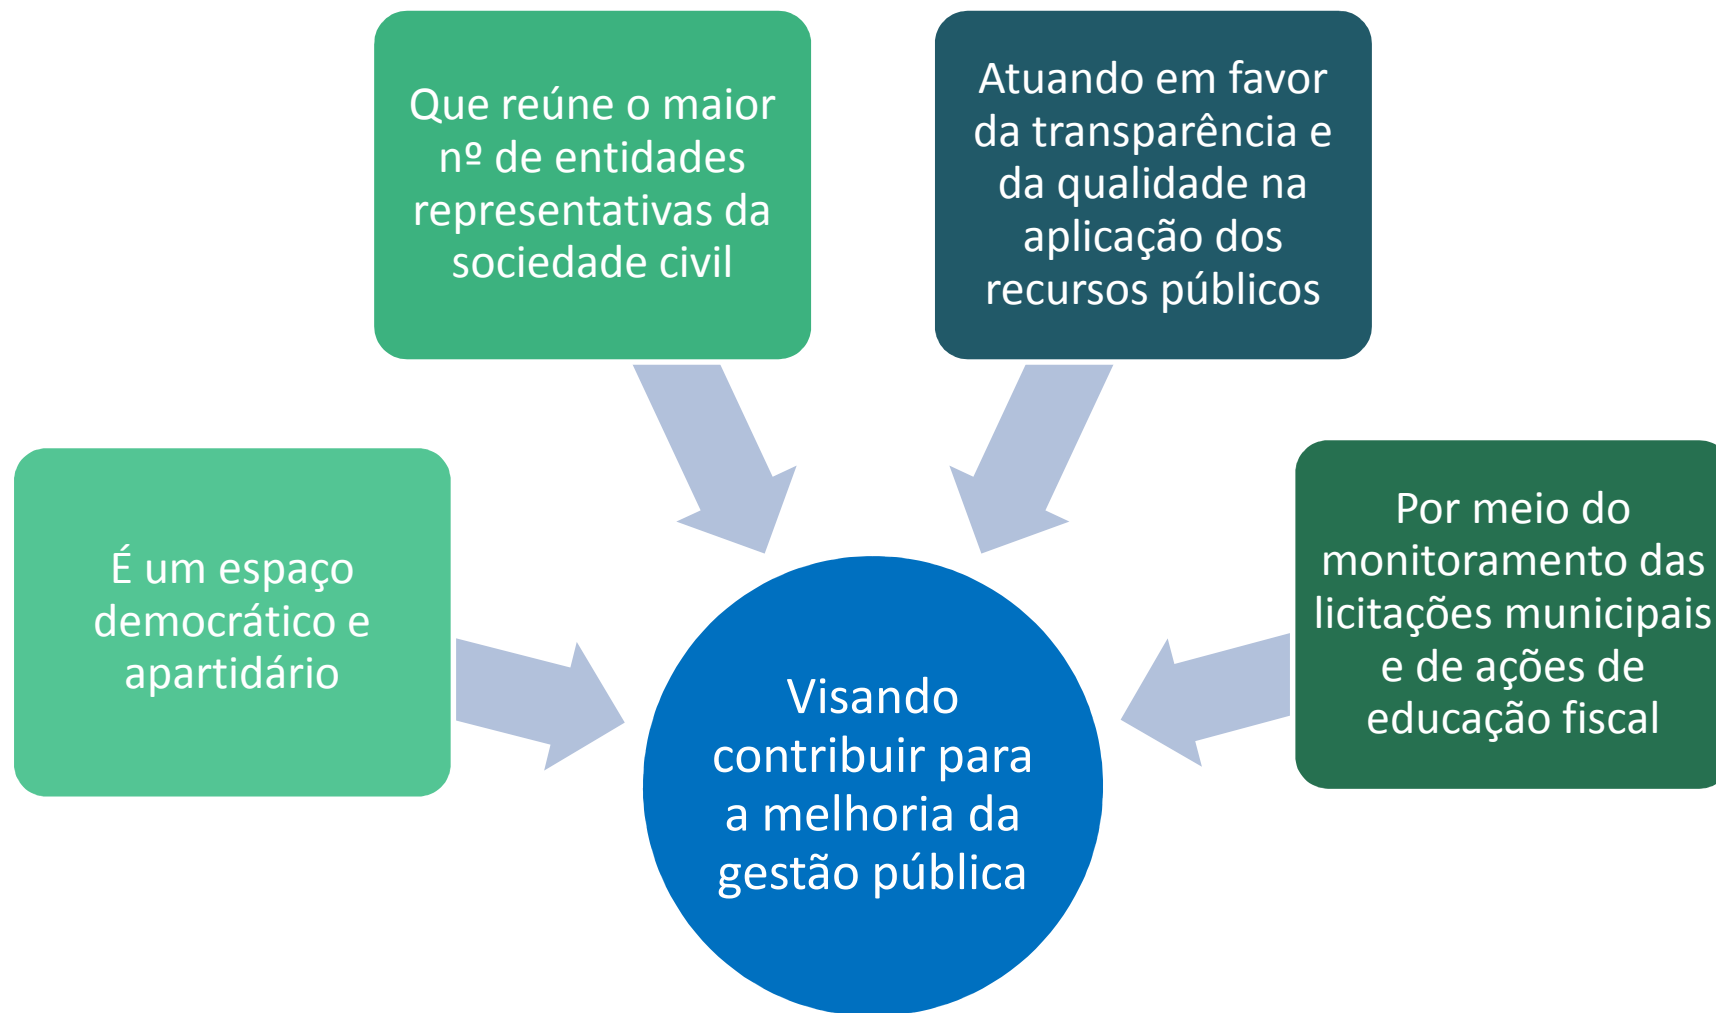 É um espaço
democrático e
apartidário
Que reúne o maior
nº de entidades
representativas da
sociedade civil
Atuando em favor
da transparência e
da qualidade na
aplicação dos
recursos públicos
Por meio do
monitoramento das
licitações municipais
e de ações de
educação fiscal
Visando
contribuir para
a melhoria da
gestão pública